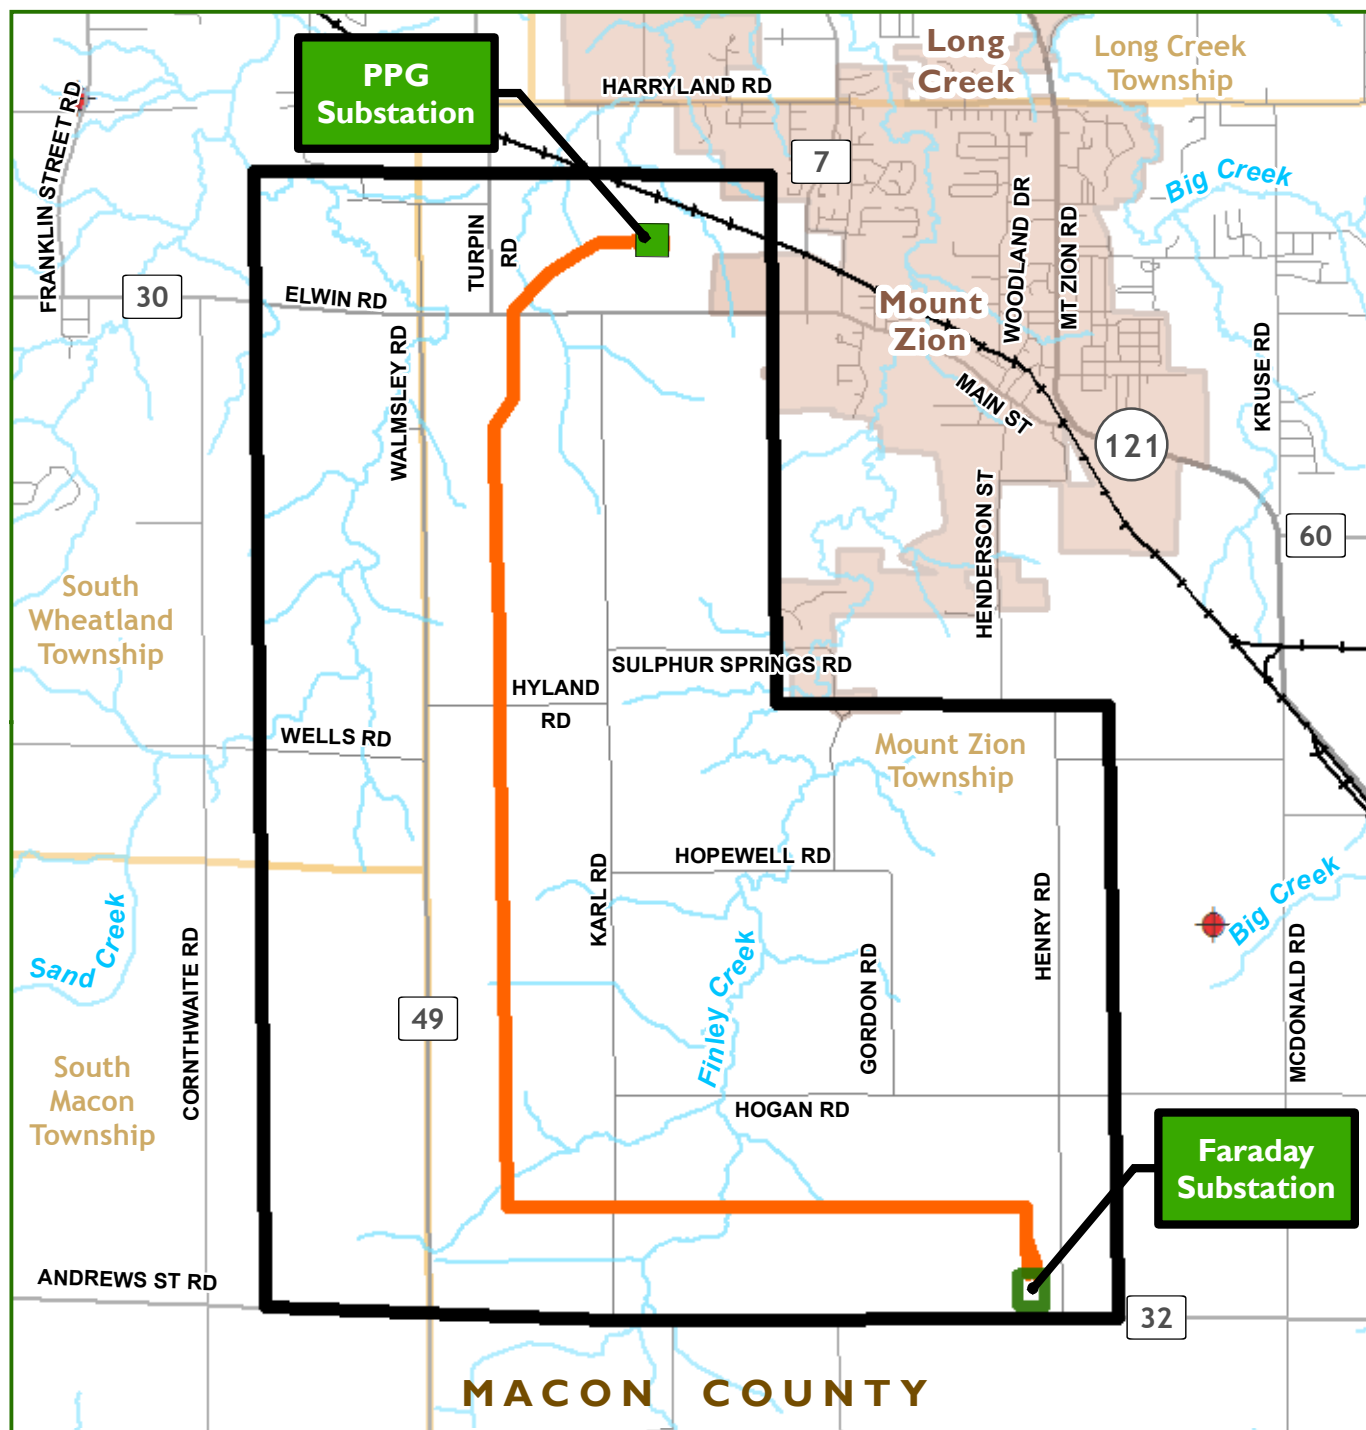 Long
Creek
Long Creek
Township
PPG
Substation
HARRYLAND RD
FRANKLIN STREET RD
7
Big Creek
WOODLAND DR
MT ZION RD
TURPIN
RD
30
ELWIN RD
Mount
Zion
WALMSLEY RD
KRUSE RD
MAIN ST
121
HENDERSON ST
60
South
Wheatland
Township
SULPHUR SPRINGS RD
HYLAND
RD
WELLS RD
Mount Zion
Township
HOPEWELL RD
KARL RD
HENRY RD
Big Creek
Sand Creek
CORNTHWAITE RD
Finley Creek
GORDON RD
MCDONALD RD
49
South
Macon
Township
HOGAN RD
Faraday
Substation
ANDREWS ST RD
32
MACON COUNTY